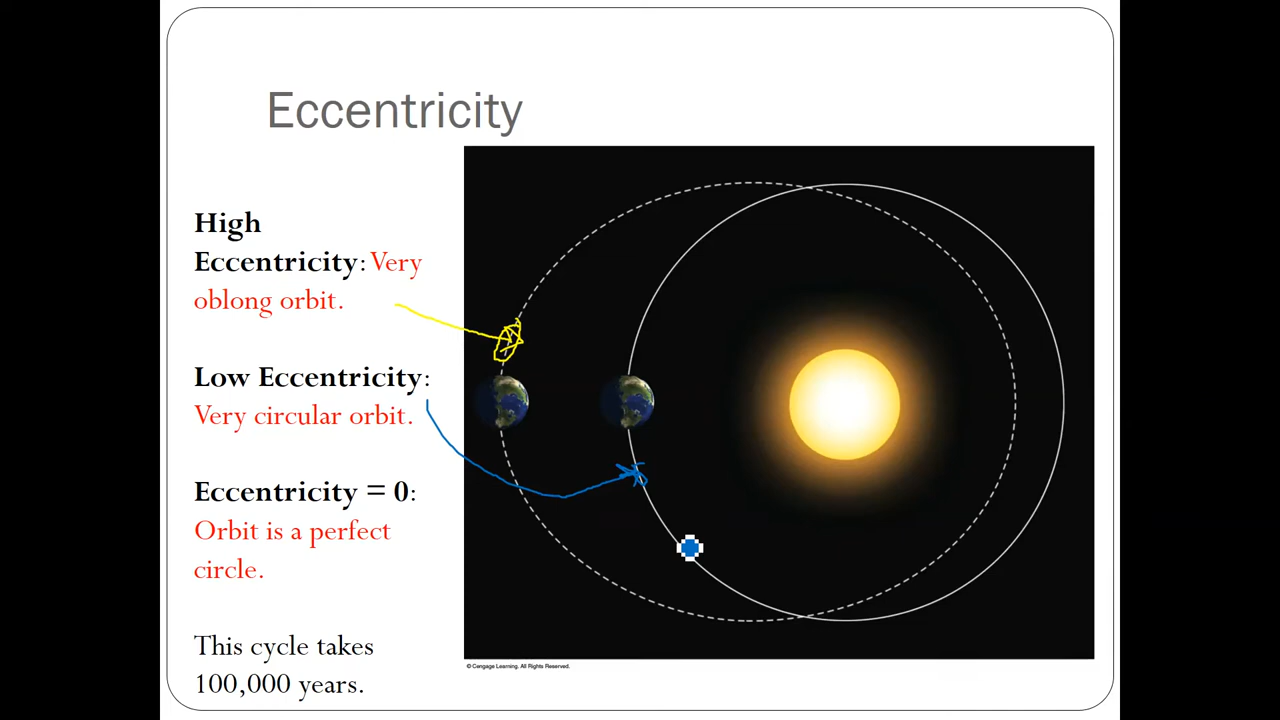 Eccentricity
High
Eccentricity: Very
oblong orbit.
Low Eccentricity:
Very circular orbit.
Eccentricity = 0:
Orbit is a perfect
circle.
This cycle takes
100,000 years.
© Cengage Learning. All Rights Reserved.